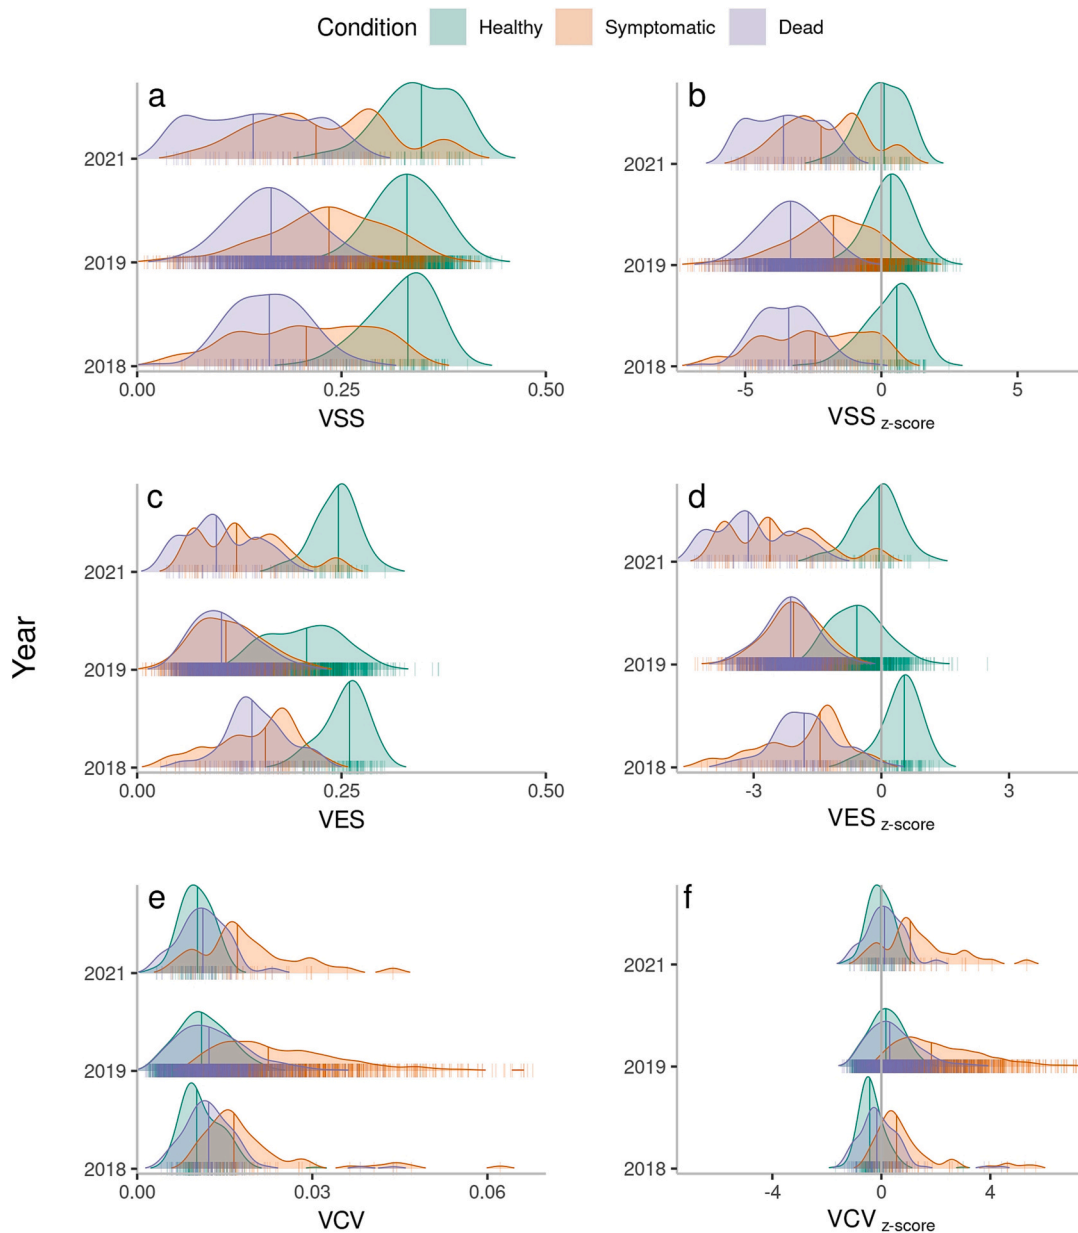 Condition Healthy Symptomatic Dead
a
2021
2019
2018
0.00 0.25 0.50
VSS
b
2021
2019
2018
-5 0 5
VSS z-score
Year
c
2021
2019
2018
0.00 0.25 0.50
VES
d
2021
2019
2018
-3 0 3
VES z-score
e
2021
2019
2018
0.00 0.03 0.06
VCV
f
2021
2019
2018
-4 0 4
VCV z-score